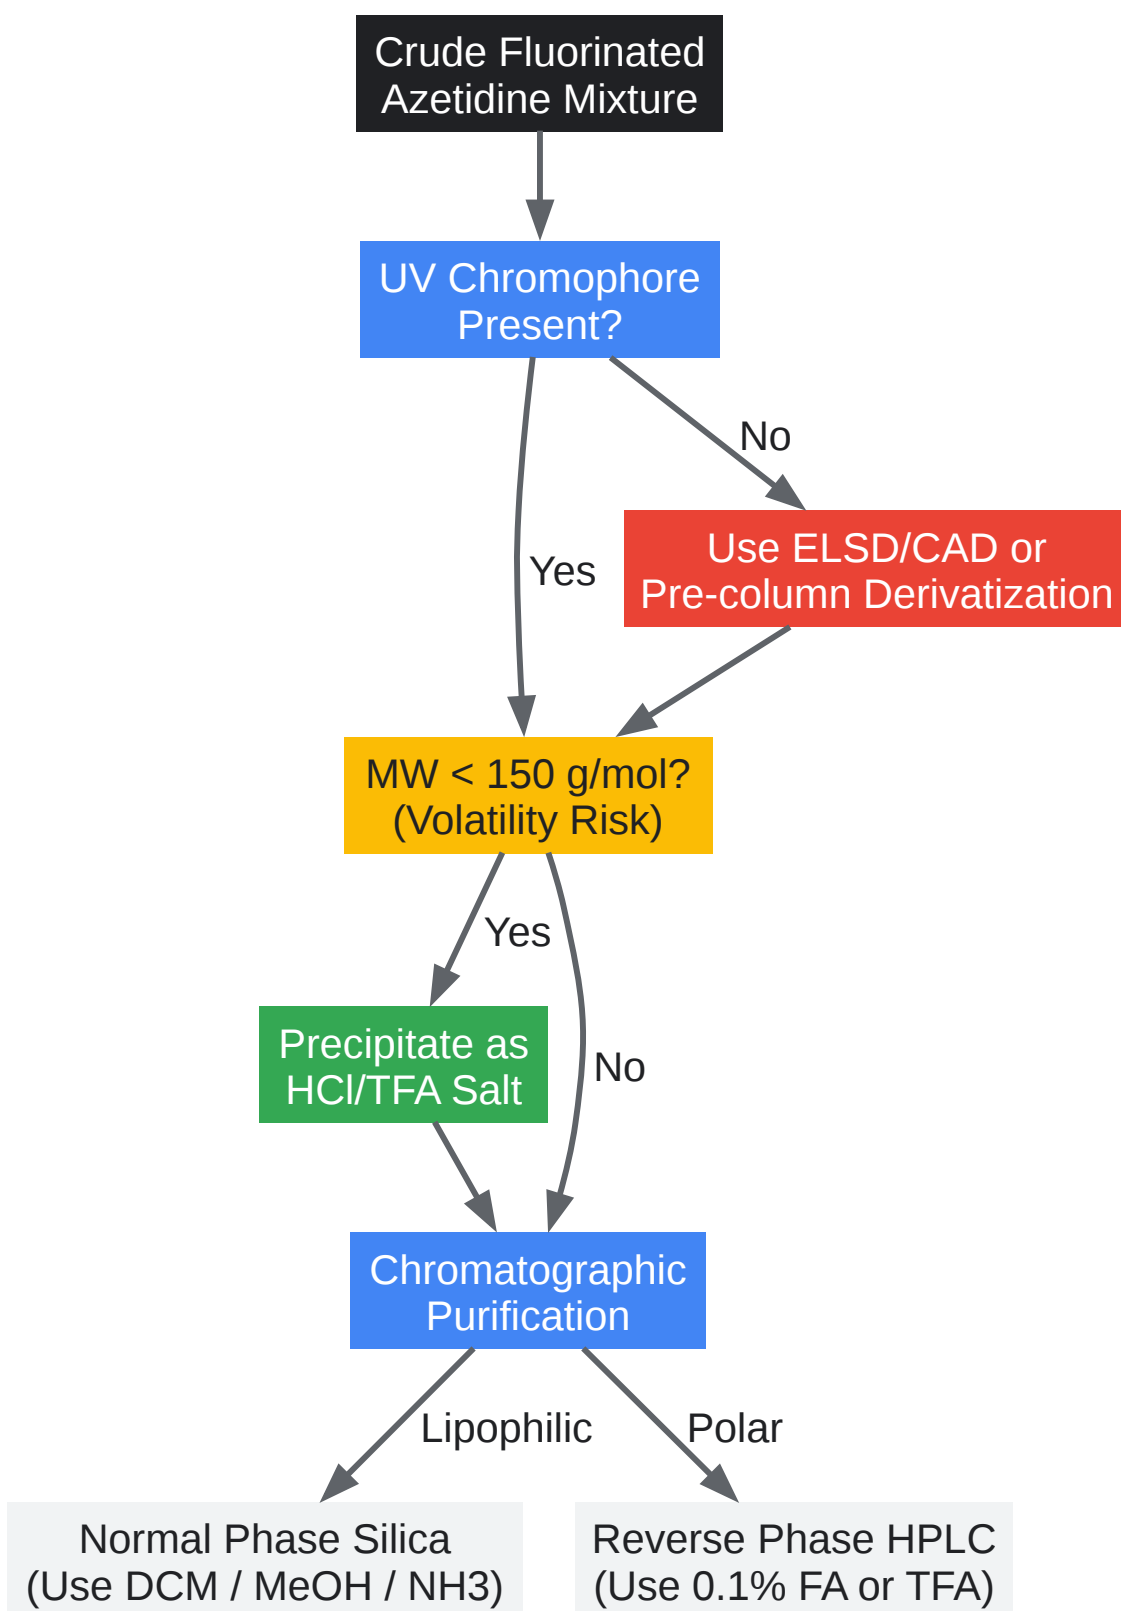 Crude Fluorinated
Azetidine Mixture
UV Chromophore
Present?
No
Yes
Use ELSD/CAD or
Pre-column Derivatization
MW < 150 g/mol?
(Volatility Risk)
Yes
Precipitate as
HCl/TFA Salt
No
Chromatographic
Purification
Lipophilic
Polar
Normal Phase Silica
(Use DCM / MeOH / NH3)
Reverse Phase HPLC
(Use 0.1% FA or TFA)